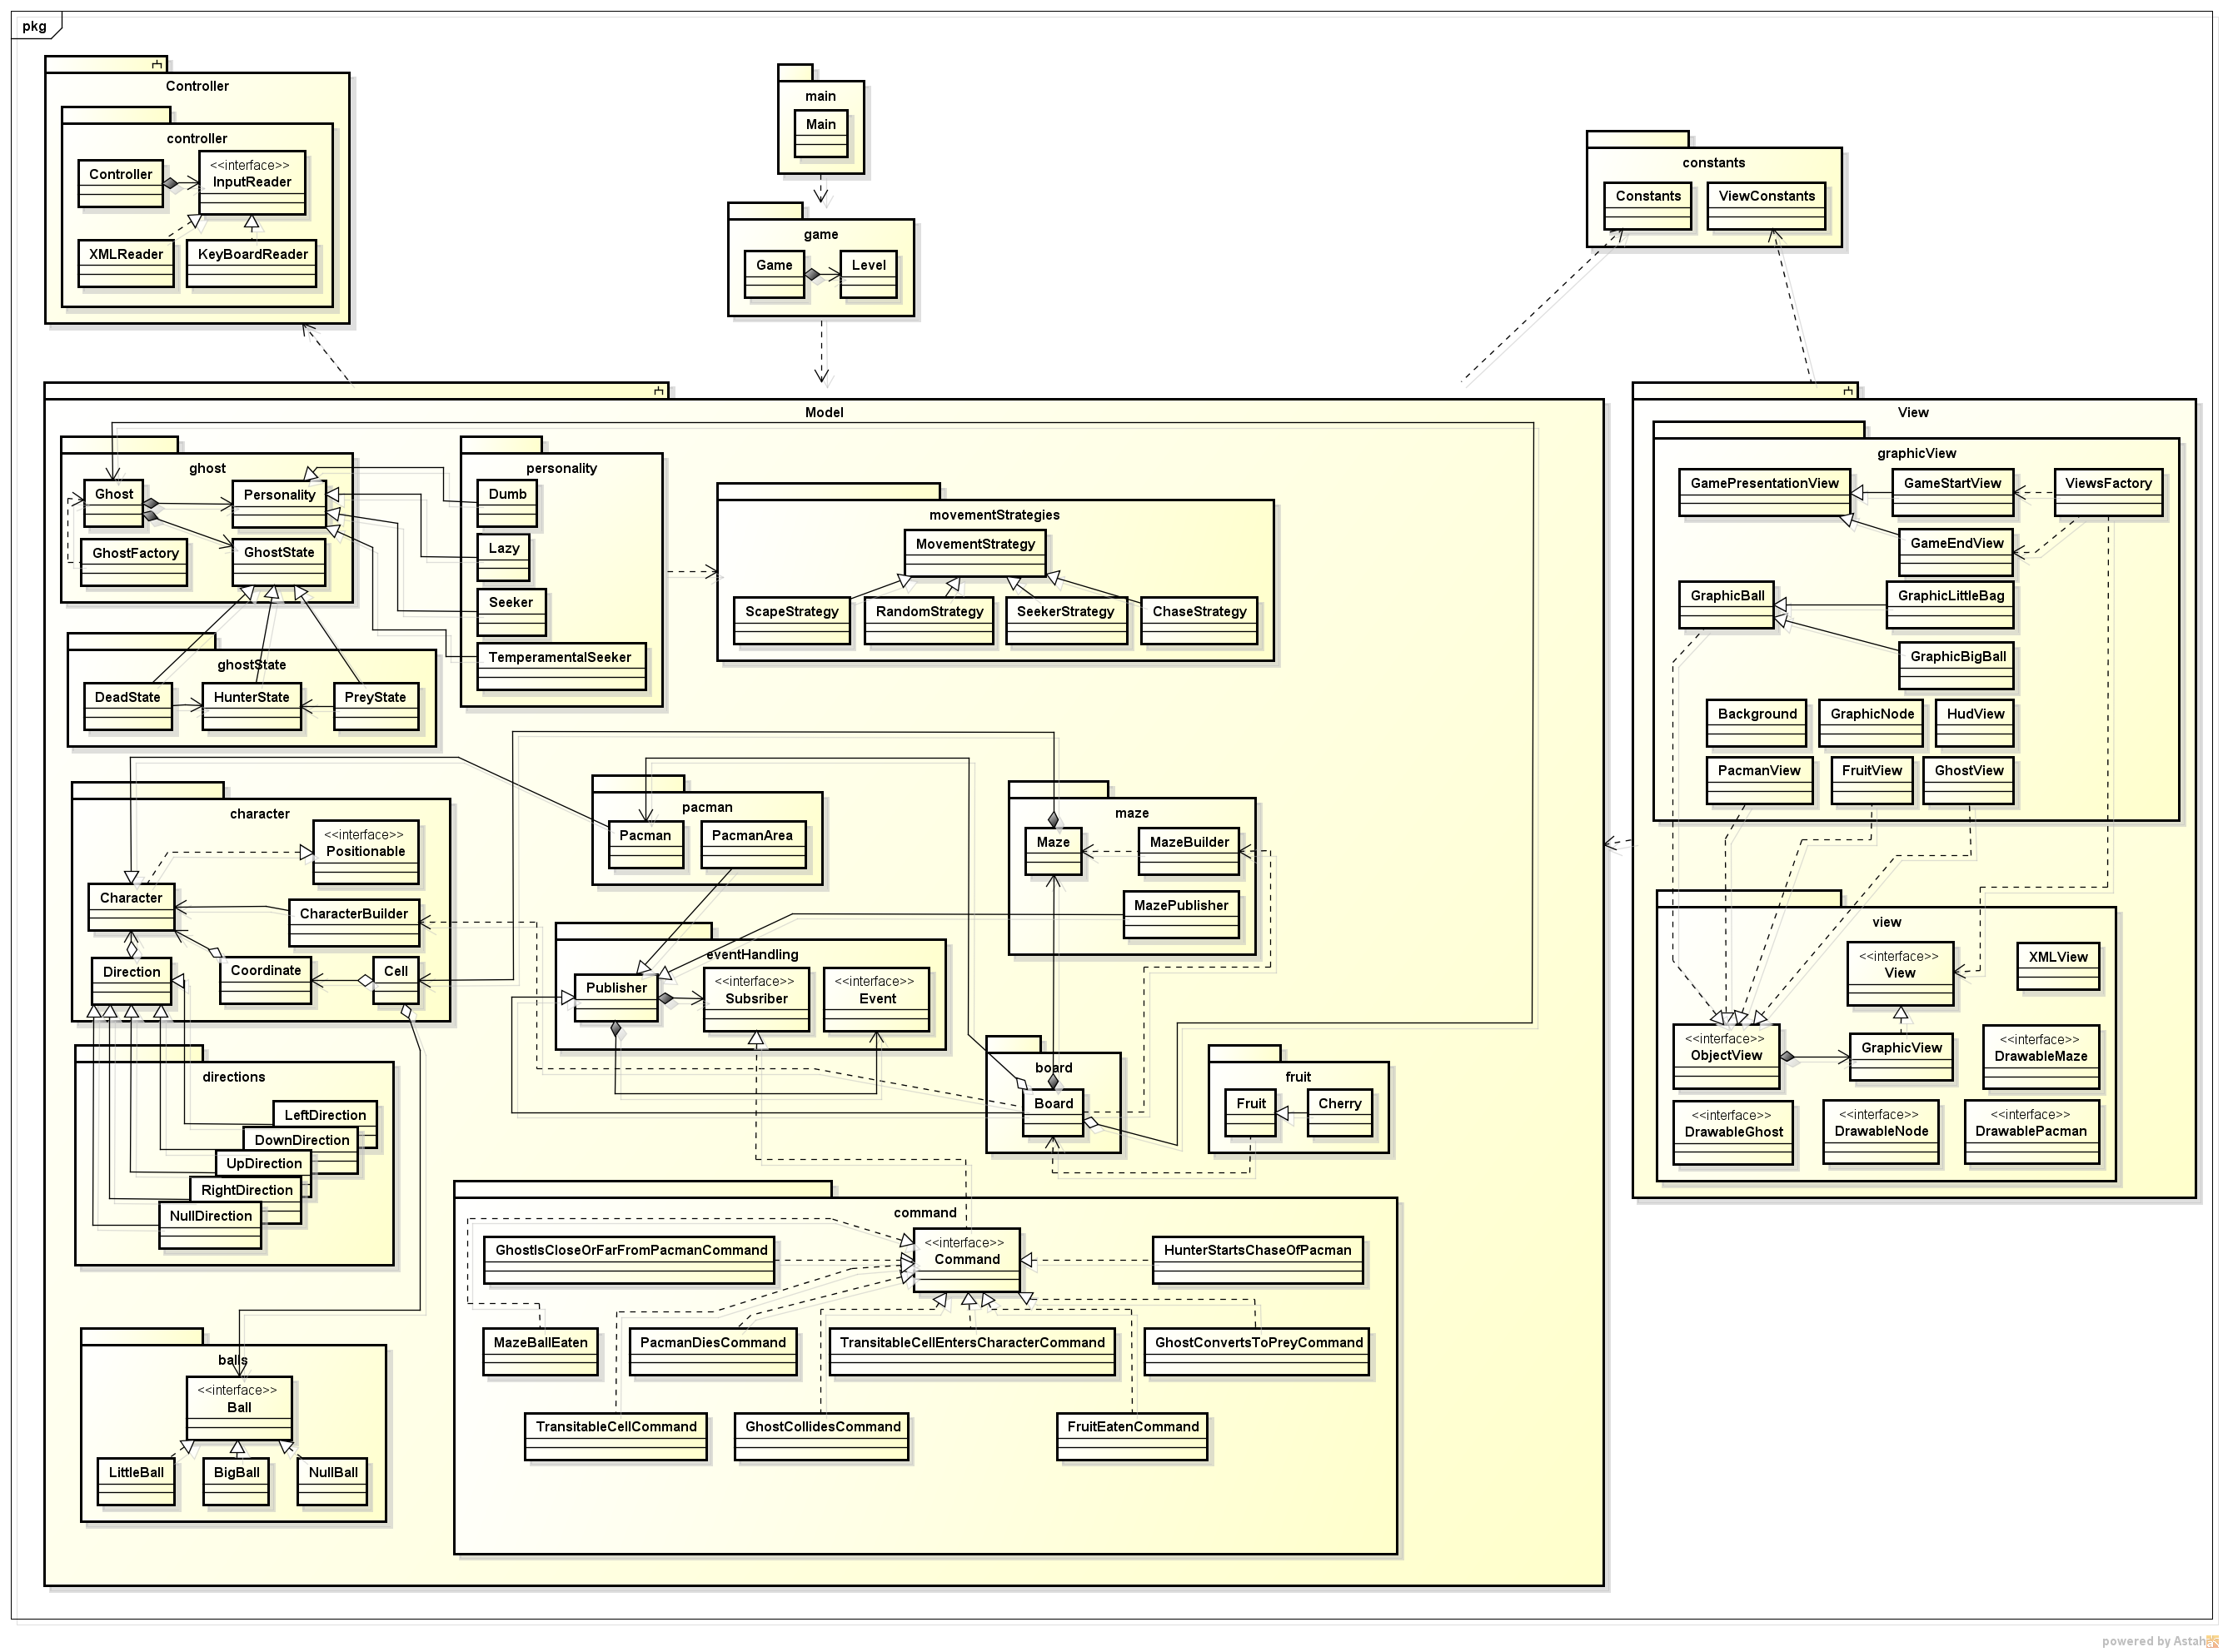 pkg
Controller
controller
Controller
<<interface>>
InputReader
XMLReader
KeyBoardReader
main
Main
game
Game
Level
constants
Constants
ViewConstants
Model
ghost
Ghost
Personality
GhostFactory
GhostState
personality
Dumb
Lazy
Seeker
TemperamentalSeeker
movementStrategies
MovementStrategy
ScapeStrategy
RandomStrategy
SeekerStrategy
ChaseStrategy
ghostState
DeadState
HunterState
PreyState
character
<<interface>>
Positionable
Character
CharacterBuilder
Direction
Coordinate
Cell
pacman
Pacman
PacmanArea
maze
Maze
MazeBuilder
MazePublisher
eventHandling
Publisher
<<interface>>
Subsriber
<<interface>>
Event
board
Board
fruit
Fruit
Cherry
directions
LeftDirection
DownDirection
UpDirection
RightDirection
NullDirection
balls
<<interface>>
Ball
LittleBall
BigBall
NullBall
command
GhostIsCloseOrFarFromPacmanCommand
<<interface>>
Command
HunterStartsChaseOfPacman
MazeBallEaten
PacmanDiesCommand
TransitableCellEntersCharacterCommand
GhostConvertsToPreyCommand
TransitableCellCommand
GhostCollidesCommand
FruitEatenCommand
View
graphicView
GamePresentationView
GameStartView
ViewsFactory
GameEndView
GraphicBall
GraphicLittleBag
GraphicBigBall
Background
GraphicNode
HudView
PacmanView
FruitView
GhostView
view
<<interface>>
View
XMLView
<<interface>>
ObjectView
GraphicView
<<interface>>
DrawableMaze
<<interface>>
DrawableGhost
<<interface>>
DrawableNode
<<interface>>
DrawablePacman
powered by Astah